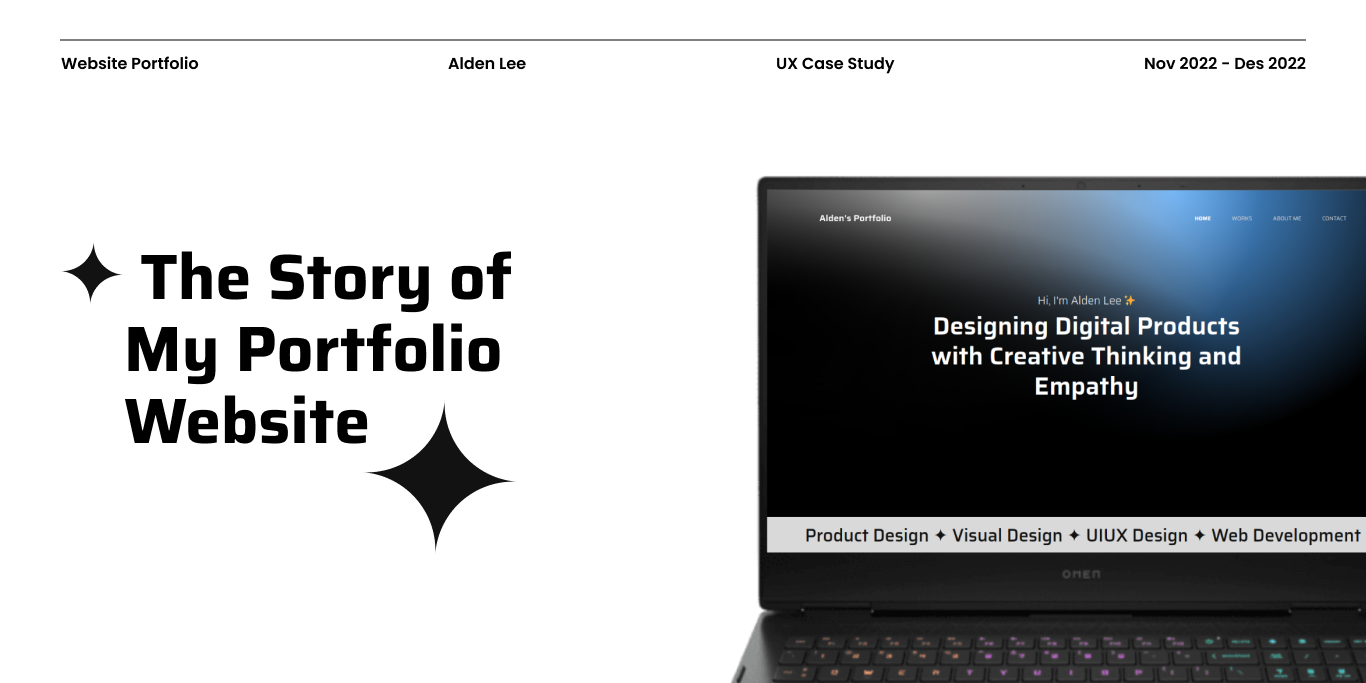 Website Portfolio
Alden Lee
UX Case Study
Nov 2022 - Des 2022
The Story of
My Portfolio
Website
Alden's Portfolio
HOME
WORKS
ABOUT ME
CONTACT
Hi, I'm Alden Lee ✨
Designing Digital Products
with Creative Thinking and
Empathy
Product Design ✦ Visual Design ✦ UIUX Design ✦ Web Development
OMEN